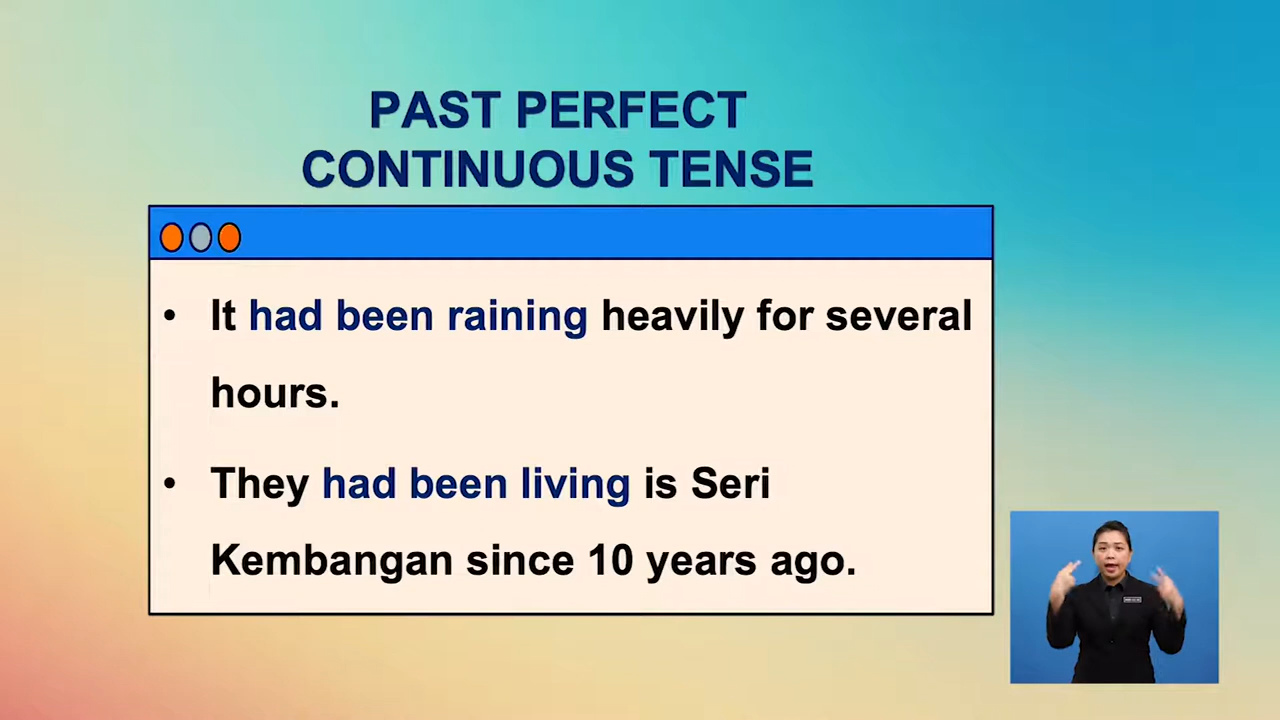 PAST PERFECT
CONTINUOUS TENSE
• It had been raining heavily for several
hours.
• They had been living is Seri
Kembangan since 10 years ago.